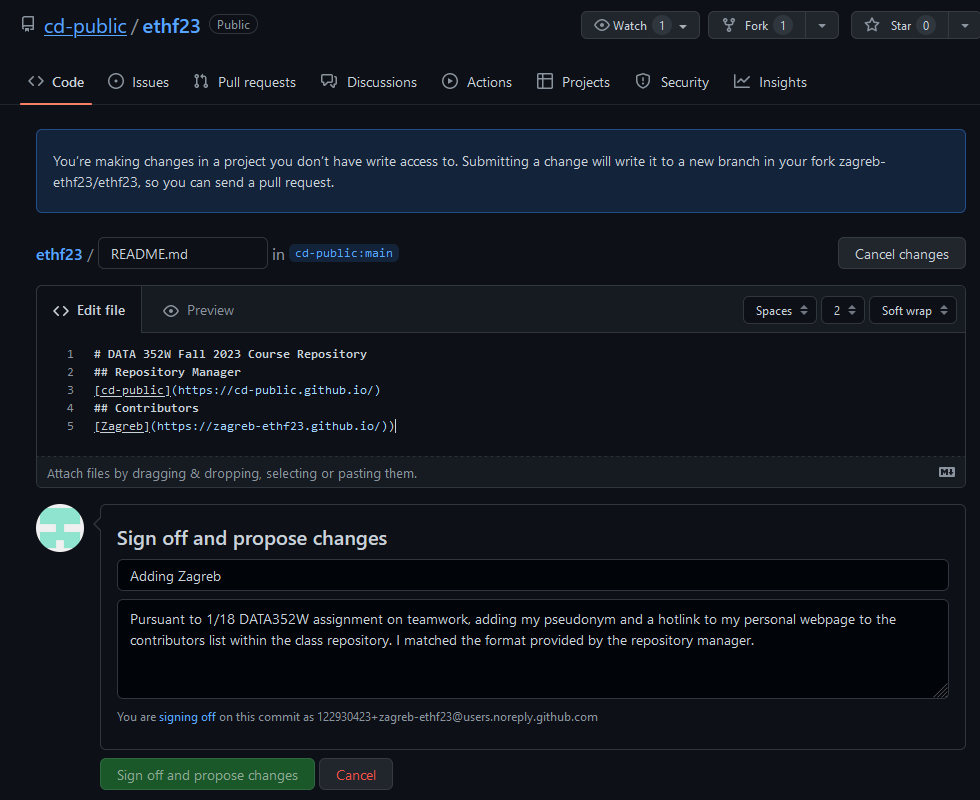 cd-public / ethf23 Public Watch 1 Fork 1 Star 0
Code Issues Pull requests Discussions Actions Projects Security Insights
You're making changes in a project you don't have write access to. Submitting a change will write it to a new branch in your fork zagreb-
ethf23/ethf23, so you can send a pull request.
ethf23 / README.md in cd-public:main Cancel changes
Edit file Preview Spaces 2 Soft wrap
1 # DATA 352W Fall 2023 Course Repository
2 ## Repository Manager
3 [cd-public](https://cd-public.github.io/)
4 ## Contributors
5 [Zagreb](https://zagreb-ethf23.github.io/))
Attach files by dragging & dropping, selecting or pasting them.
Sign off and propose changes
Adding Zagreb
Pursuant to 1/18 DATA352W assignment on teamwork, adding my pseudonym and a hotlink to my personal webpage to the
contributors list within the class repository. I matched the format provided by the repository manager.
You are signing off on this commit as 122930423+zagreb-ethf23@users.noreply.github.com
Sign off and propose changes Cancel